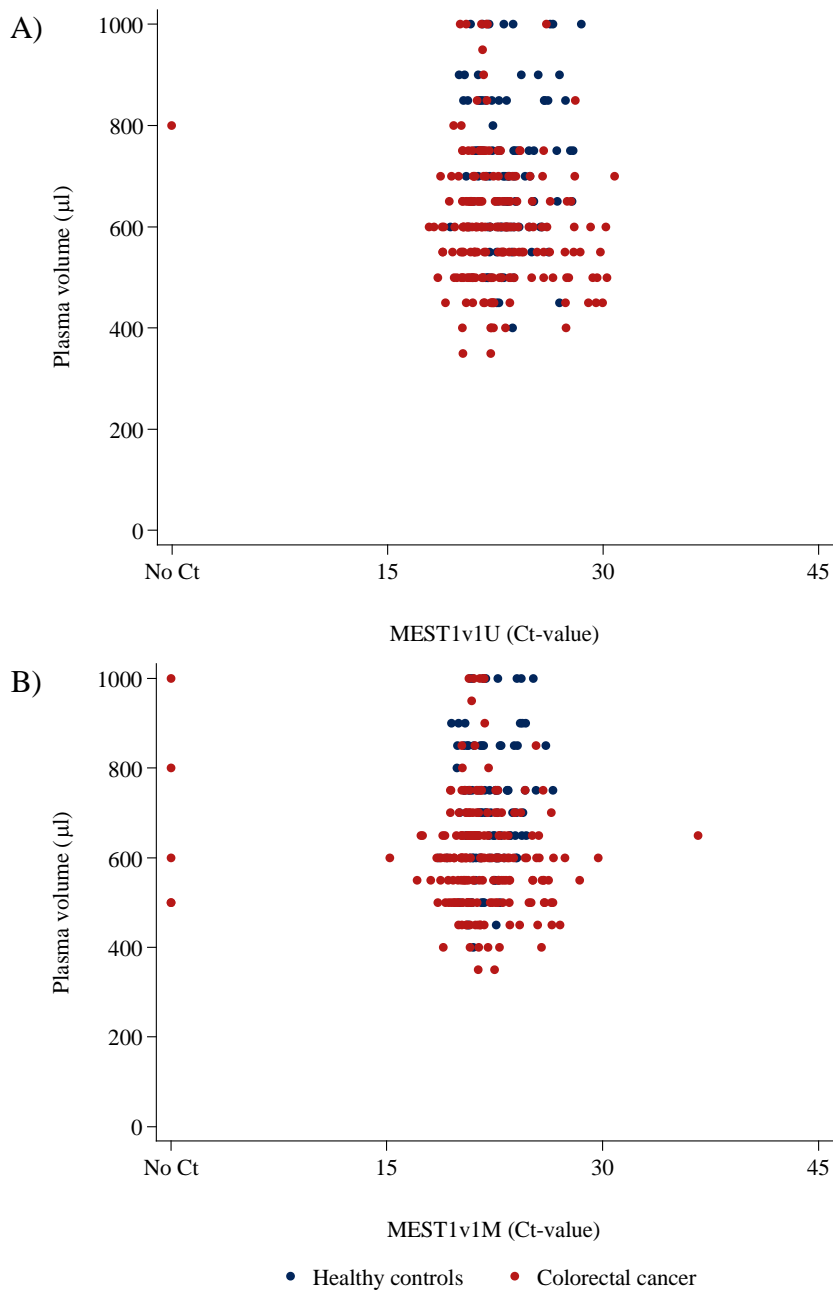 A)
1000
800
600
400
200
0
Plasma volume (µl)
No Ct 15 30 45
MEST1v1U (Ct-value)
B)
1000
800
600
400
200
0
Plasma volume (µl)
No Ct 15 30 45
MEST1v1M (Ct-value)
Healthy controls Colorectal cancer